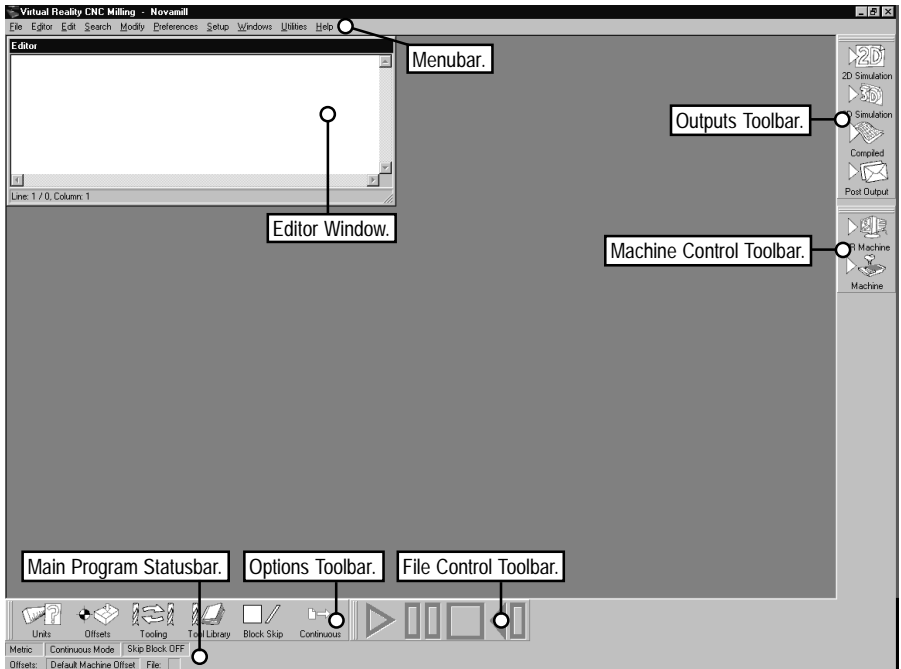 Virtual Reality CNC Milling - Novamill
File Editor Edit Search Modify Preferences Setup Windows Utilities Help
Editor
Menubar.
2D Simulation
Outputs Toolbar.
Simulation
Compiled
Post Output
Line: 1 / 0, Column: 1
Editor Window.
Machine Control Toolbar.
Machine
Machine
Main Program Statusbar.
Options Toolbar.
File Control Toolbar.
Units Offsets Tooling Tool Library Block Skip Continuous
Metric Continuous Mode Skip Block OFF
Offsets: Default Machine Offset File: